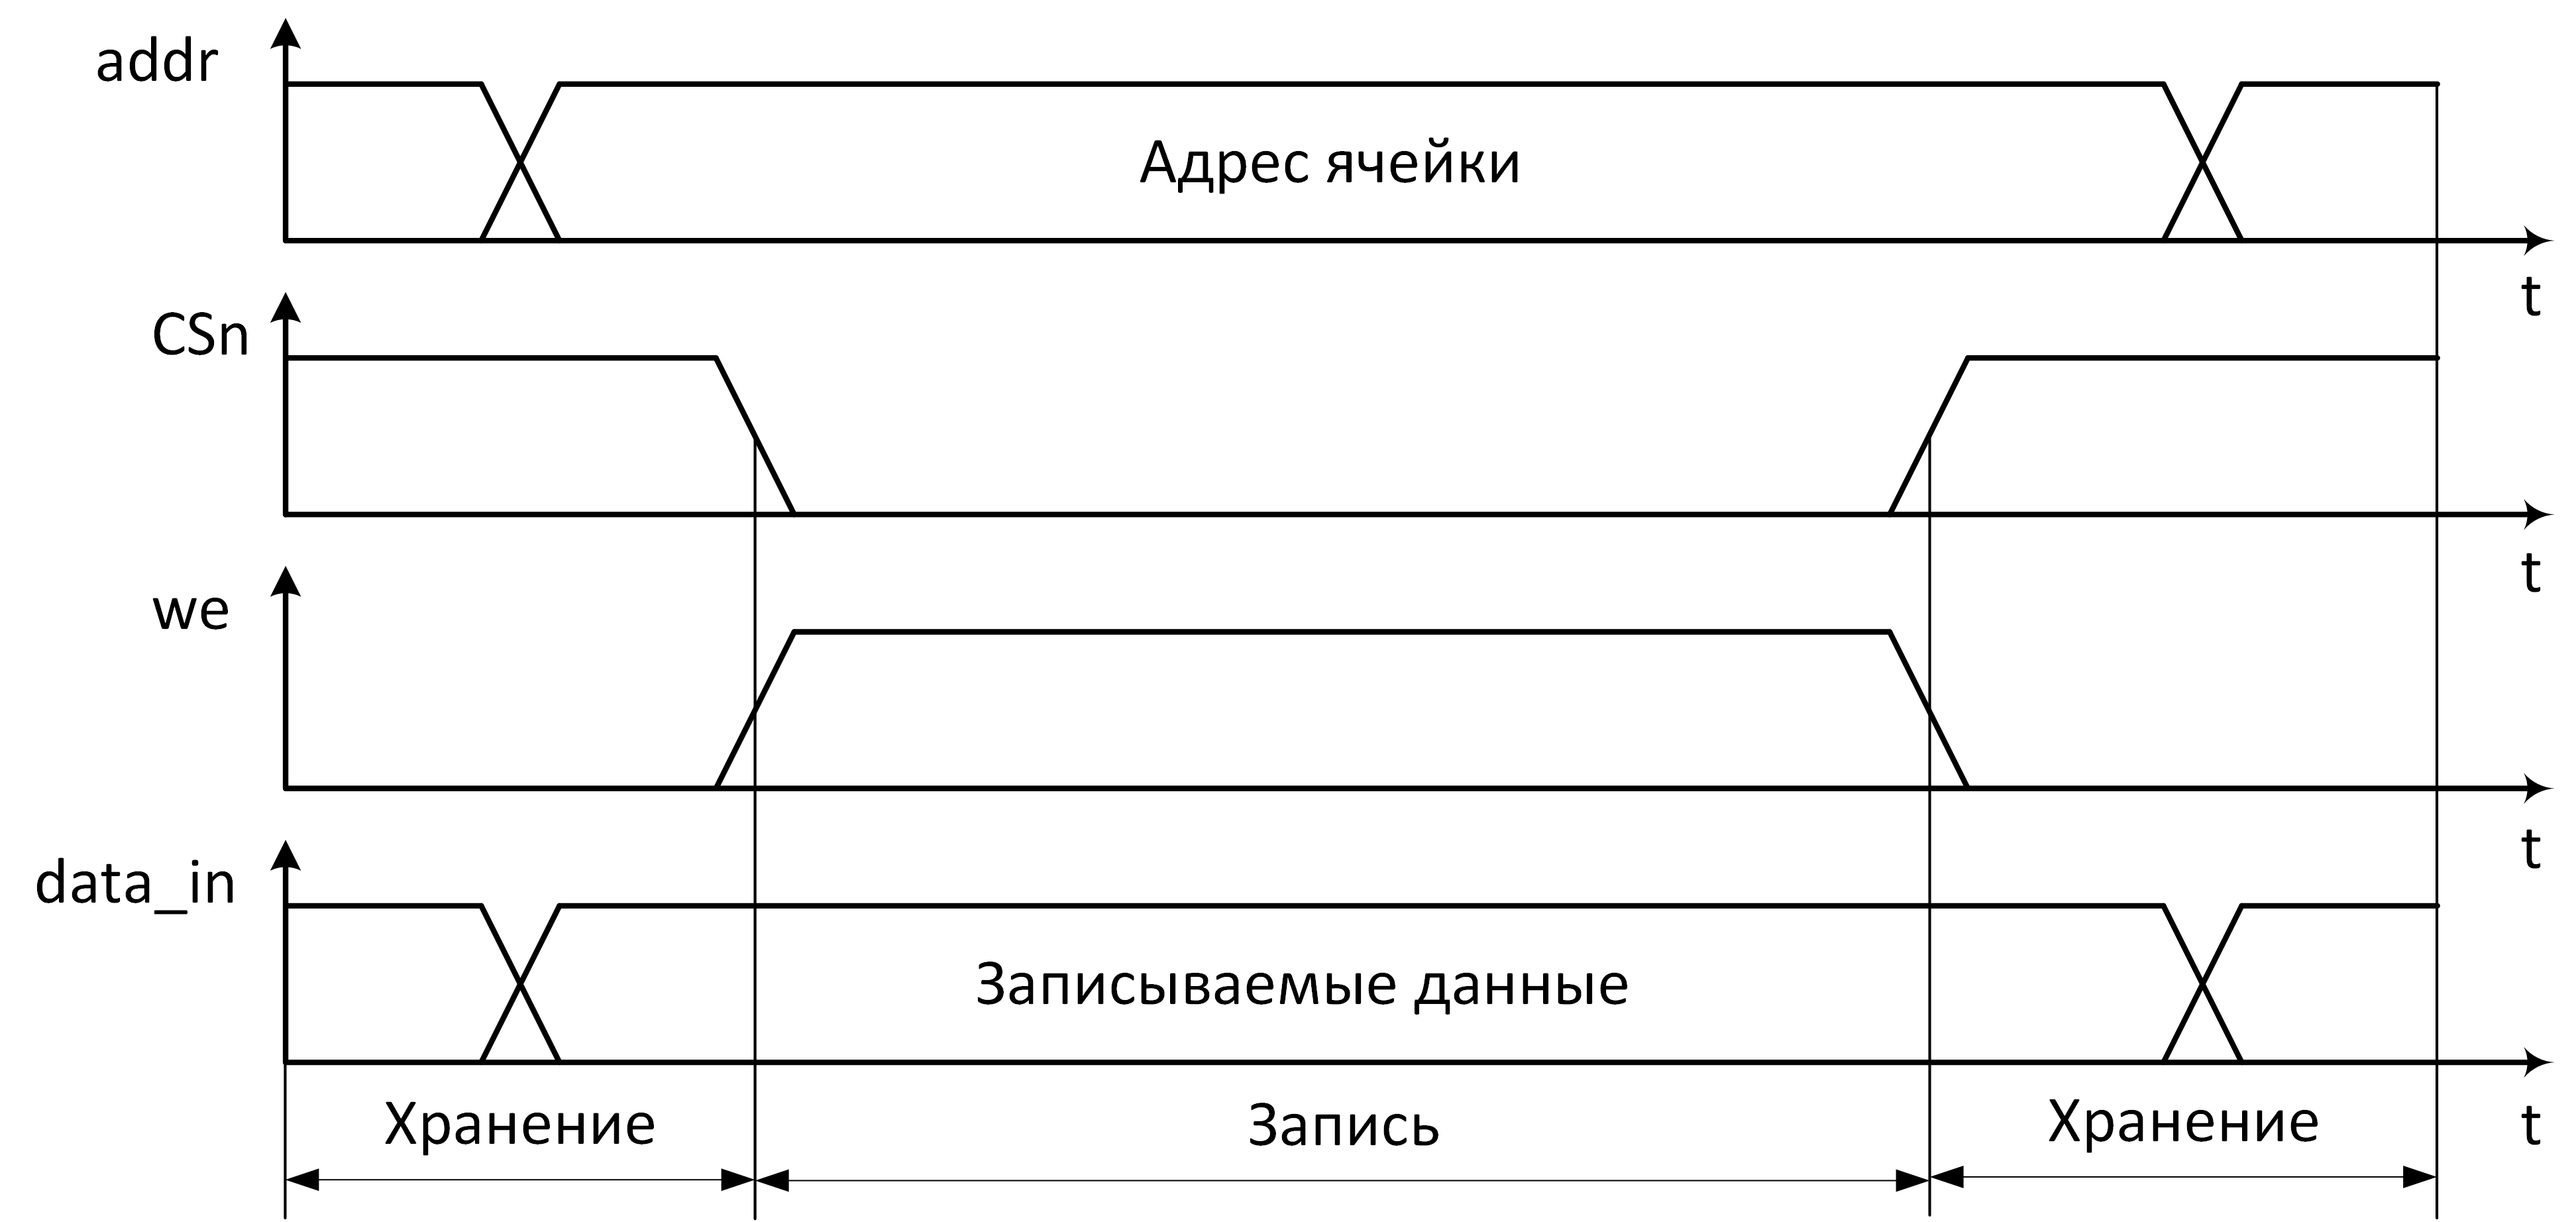 addr
Адрес ячейки
t
CSn
t
we
t
data_in
Записываемые данные
Хранение
Запись
Хранение
t